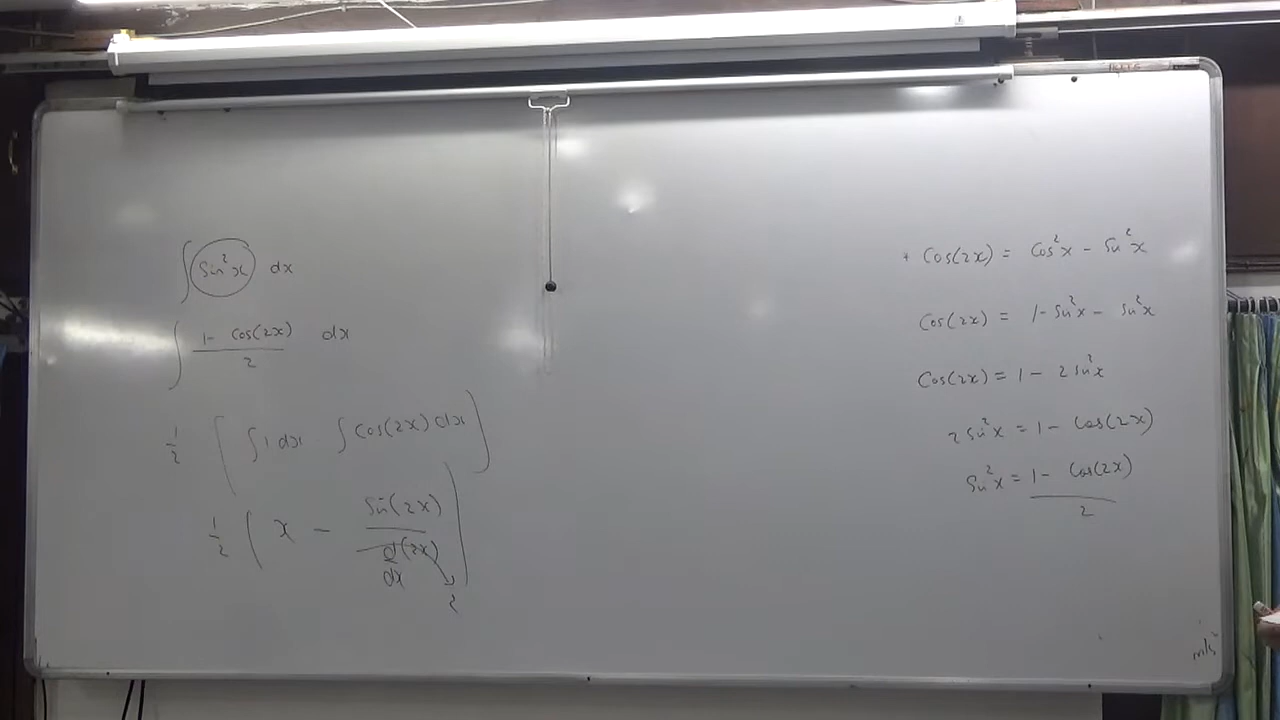 ∫ Sin²x dx
∫ 1 - Cos(2x) / 2 dx
1/2 [ ∫ 1 dx ∫ Cos(2x) dx ]
1/2 ( x - Sin(2x) / d(2x)/dx ) 2
* Cos(2x) = Cos²x - Sin²x
Cos(2x) = 1 - Sin²x - Sin²x
Cos(2x) = 1 - 2 Sin²x
2 Sin²x = 1 - Cos(2x)
Sin²x = 1 - Cos(2x) / 2